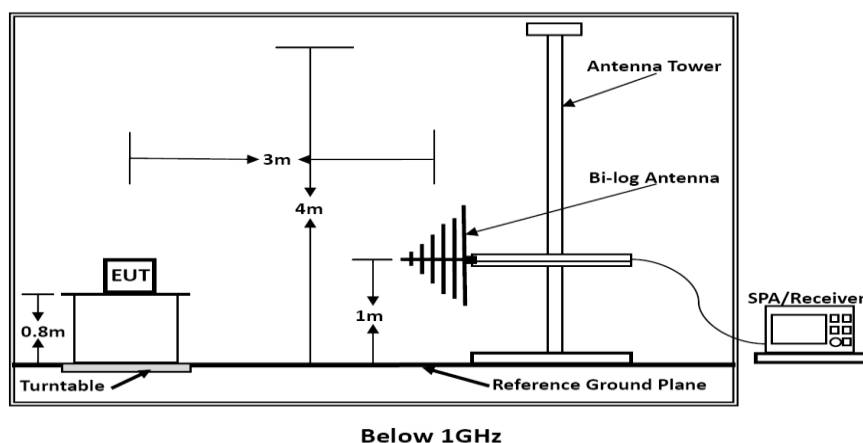 Antenna Tower
3m
Bi-log Antenna
4m
EUT
SPA/Receiver
0.8m
1m
Turntable
Reference Ground Plane
Below 1GHz